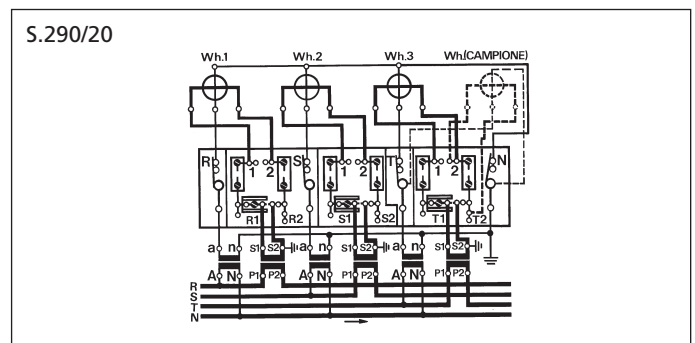 S.290/20
Wh.1 Wh.2 Wh.3 Wh.(CAMPIONE)
R 1 2 S 1 2 T 1 2 N
R1 R2 S1 S2 T1 T2
a n S1 S2 a n S1 S2 a n S1 S2
A N P1 P2 A N P1 P2 A N P1 P2
R
S
T
N